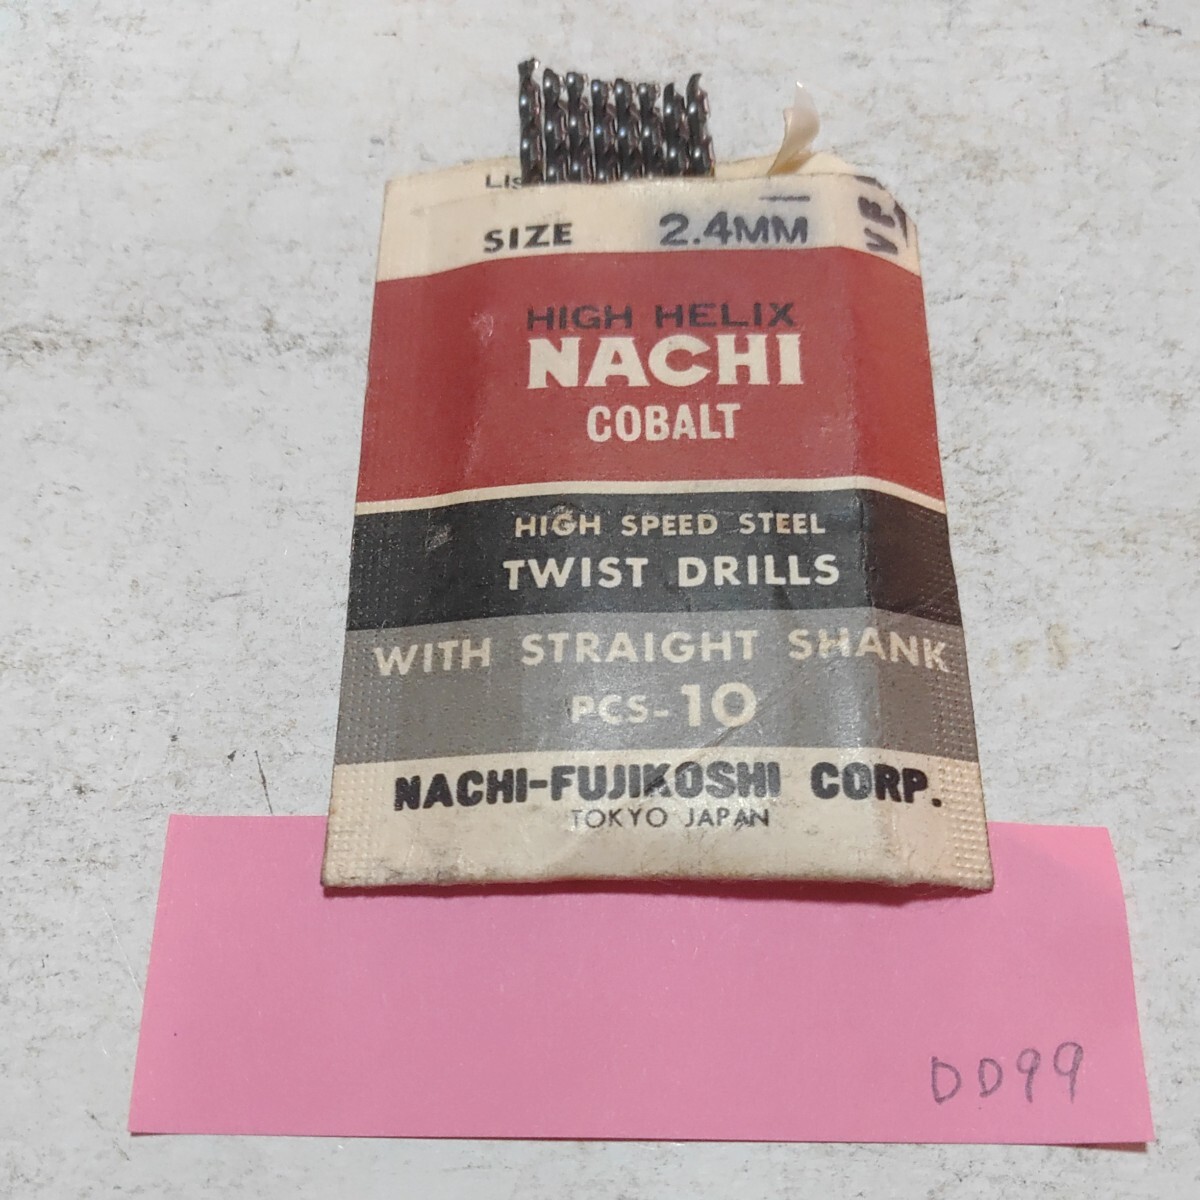 SIZE 2.4MM
HIGH HELIX
NACHI
COBALT
HIGH SPEED STEEL
TWIST DRILLS
WITH STRAIGHT SHANK
PCS-10
NACHI-FUJIKOSHI CORP.
TOKYO JAPAN
DD99